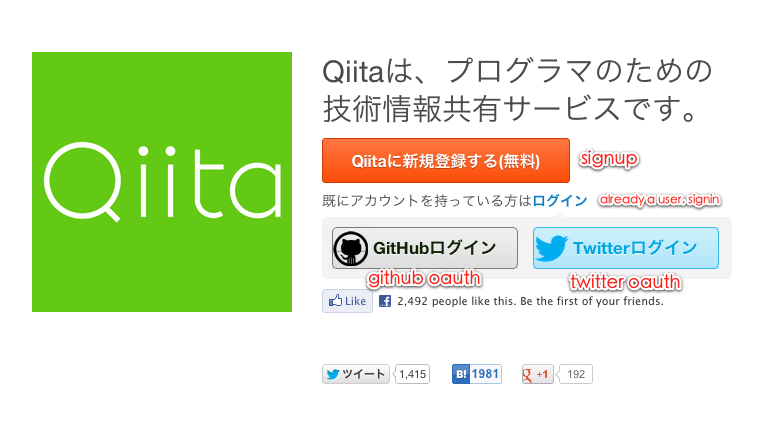 Qiita
Qiitaは、プログラマのための
技術情報共有サービスです。
Qiitaに新規登録する(無料) signup
既にアカウントを持っている方はログイン already a user, signin
GitHubログイン Twitterログイン
github oauth twitter oauth
Like 2,492 people like this. Be the first of your friends.
ツイート 1,415 B! 1981 g +1 192